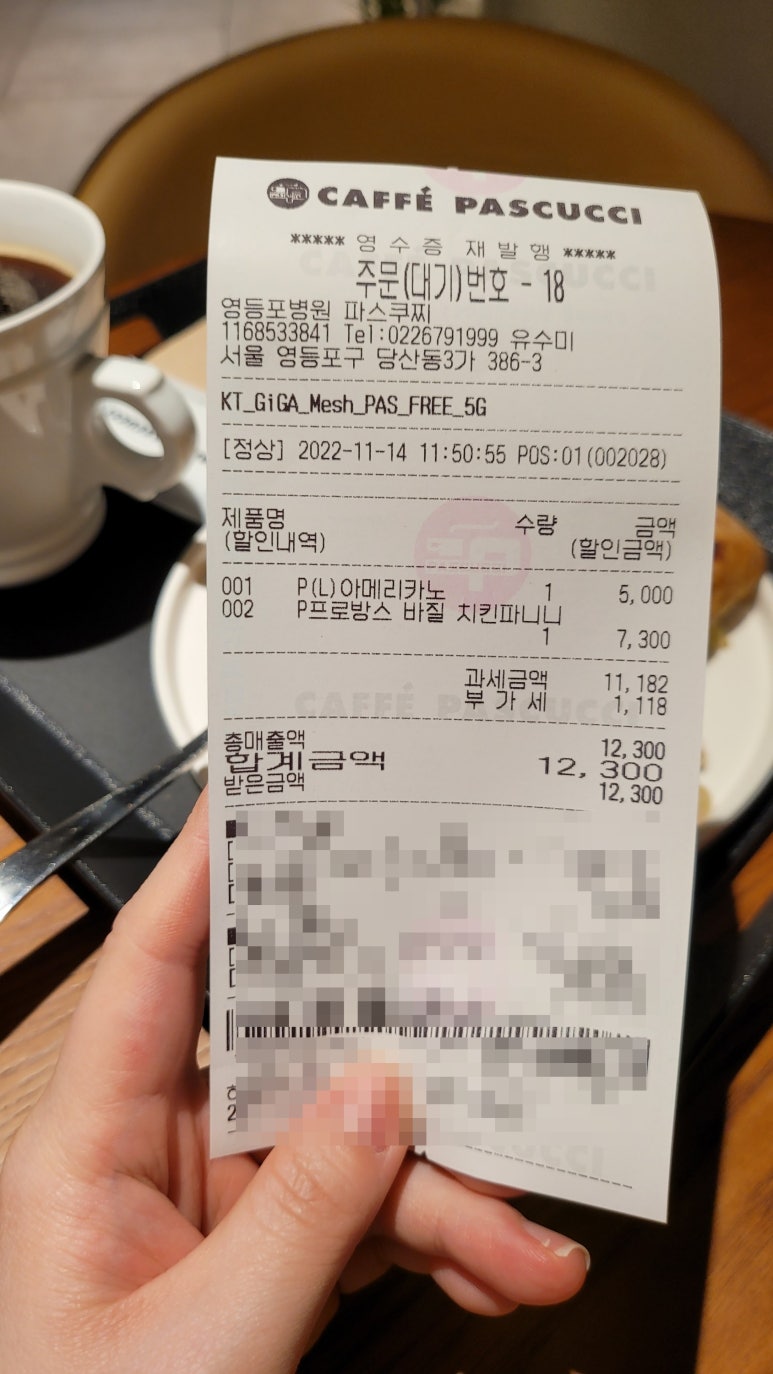 CAFFÉ PASCUCCI
***** 영 수 증 재 발 행 *****
주문(대기)번호 - 18
영등포병원 파스쿠찌
1168533841 Tel:0226791999 유수미
서울 영등포구 당산동3가 386-3
KT_GiGA_Mesh_PAS_FREE_5G
[정상] 2022-11-14 11:50:55 POS:01(002028)
제품명 수량 금액
(할인내역) (할인금액)
001 P(L)아메리카노 1 5,000
002 P프로방스 바질 치킨파니니
1 7,300
과세금액 11,182
부 가 세 1,118
총매출액 12,300
합계금액 12,300
받은금액 12,300